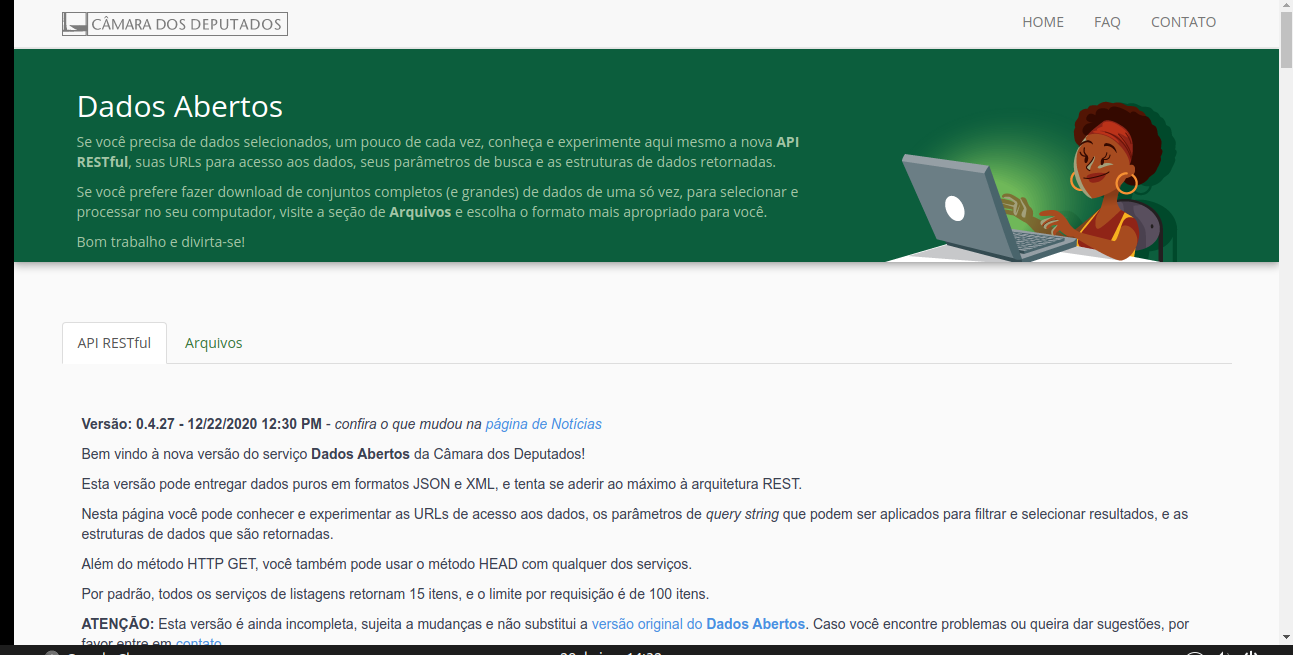 CÂMARA DOS DEPUTADOS
HOME FAQ CONTATO
Dados Abertos
Se você precisa de dados selecionados, um pouco de cada vez, conheça e experimente aqui mesmo a nova API
RESTful, suas URLs para acesso aos dados, seus parâmetros de busca e as estruturas de dados retornadas.
Se você prefere fazer download de conjuntos completos (e grandes) de dados de uma só vez, para selecionar e
processar no seu computador, visite a seção de Arquivos e escolha o formato mais apropriado para você.
Bom trabalho e divirta-se!
API RESTful Arquivos
Versão: 0.4.27 - 12/22/2020 12:30 PM - confira o que mudou na página de Notícias
Bem vindo à nova versão do serviço Dados Abertos da Câmara dos Deputados!
Esta versão pode entregar dados puros em formatos JSON e XML, e tenta se aderir ao máximo à arquitetura REST.
Nesta página você pode conhecer e experimentar as URLs de acesso aos dados, os parâmetros de query string que podem ser aplicados para filtrar e selecionar resultados, e as
estruturas de dados que são retornadas.
Além do método HTTP GET, você também pode usar o método HEAD com qualquer dos serviços.
Por padrão, todos os serviços de listagens retornam 15 itens, e o limite por requisição é de 100 itens.
ATENÇÃO: Esta versão é ainda incompleta, sujeita a mudanças e não substitui a versão original do Dados Abertos. Caso você encontre problemas ou queira dar sugestões, por
favor entre em contato